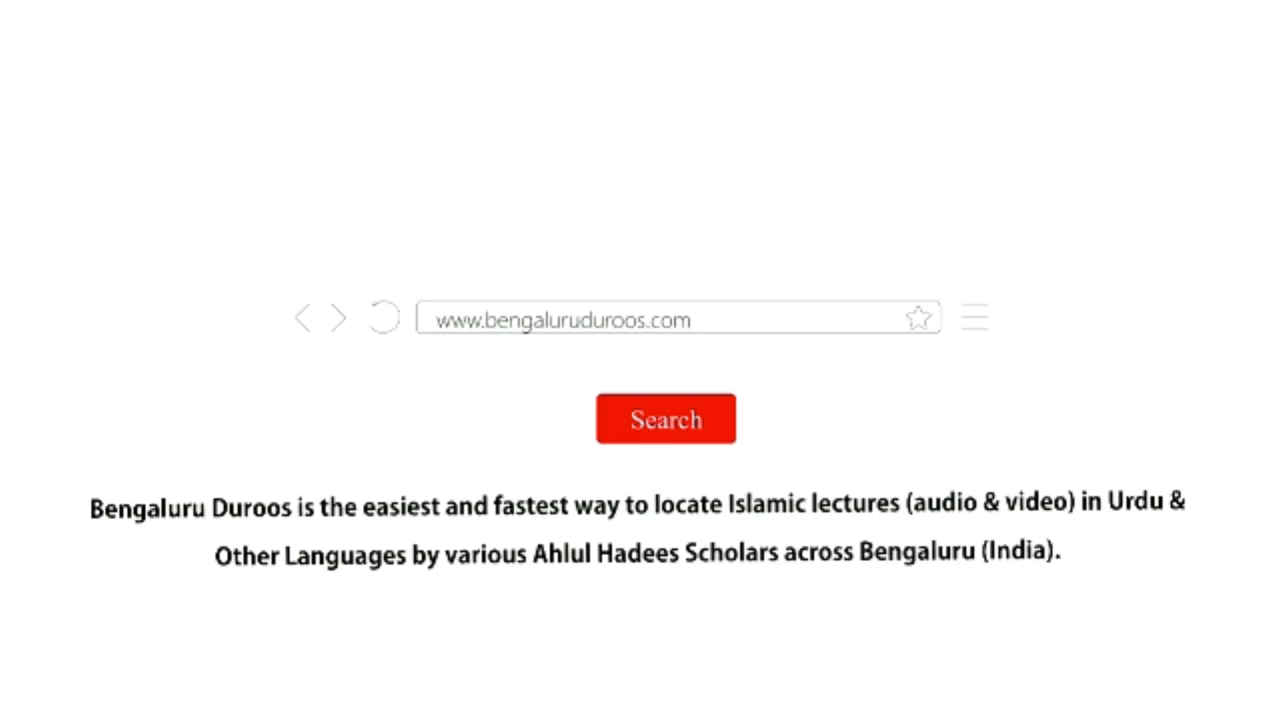 www.bengaluruduroos.com
Search
Bengaluru Duroos is the easiest and fastest way to locate Islamic lectures (audio & video) in Urdu &
Other Languages by various Ahlul Hadees Scholars across Bengaluru (India).